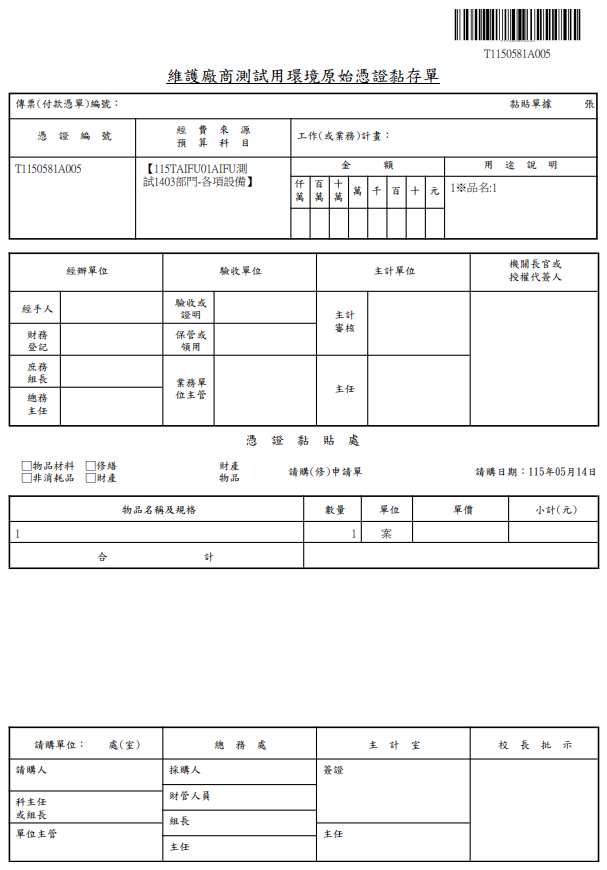 T1150581A005
維護廠商測試用環境原始憑證黏存單
傳票(付款憑單)編號： 黏貼單據 張
憑 證 編 號 經 費 來 源 預 算 科 目 工作(或業務)計畫：
金 額 用 途 說 明
T1150581A005 【115TAIFU01AIFU測
試1403部門-各項設備】
仟萬 百萬 十萬 萬 千 百 十 元 1※品名:1
經辦單位 驗收單位 主計單位 機關長官或
授權代簽人
經手人 驗收或
證明
主計
審核
財務
登記
保管或
領用
庶務
組長
業務單
位主管
主任
總務
主任
憑 證 黏 貼 處
□物品材料 □修繕 財產
□非消耗品 □財產 物品
請購(修)申請單 請購日期：115年05月14日
物品名稱及規格 數量 單位 單價 小計(元)
1 1 案
合 計
請購單位： 處(室) 總 務 處 主 計 室 校 長 批 示
請購人 採購人 簽證
財管人員
科主任
或組長
組長
單位主管 主任 主任